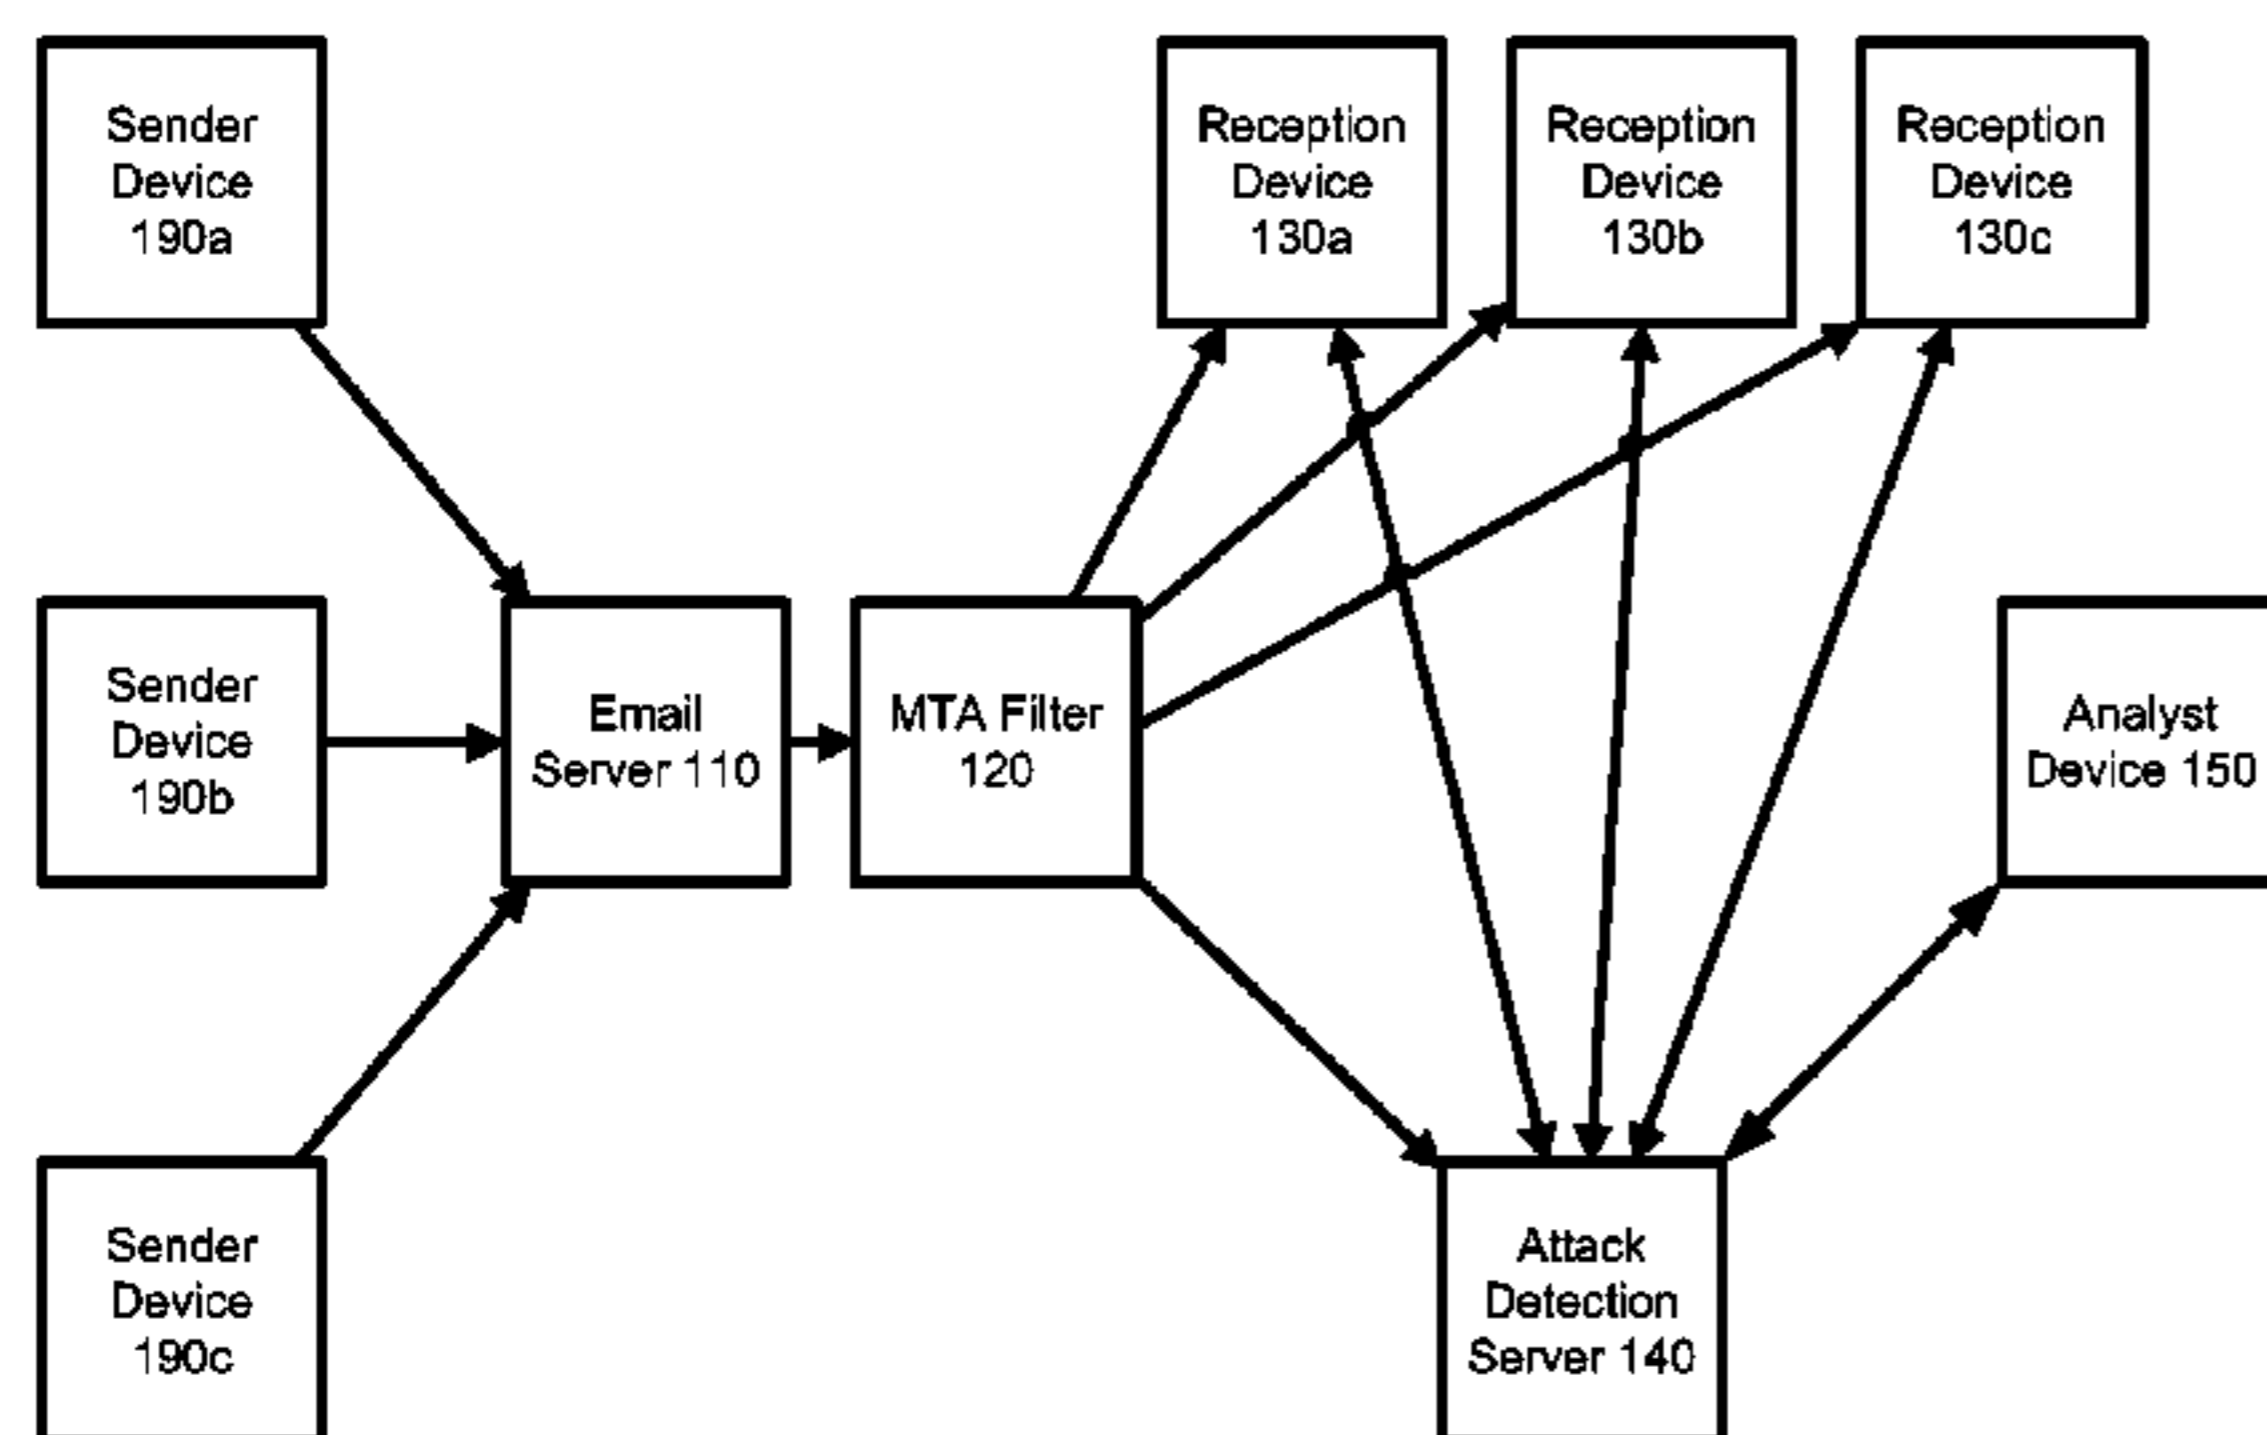 Sender
Device
190a
Reception
Device
130a
Reception
Device
130b
Reception
Device
130c
Sender
Device
190b
Email
Server 110
MTA Filter
120
Analyst
Device 150
Sender
Device
190c
Attack
Detection
Server 140